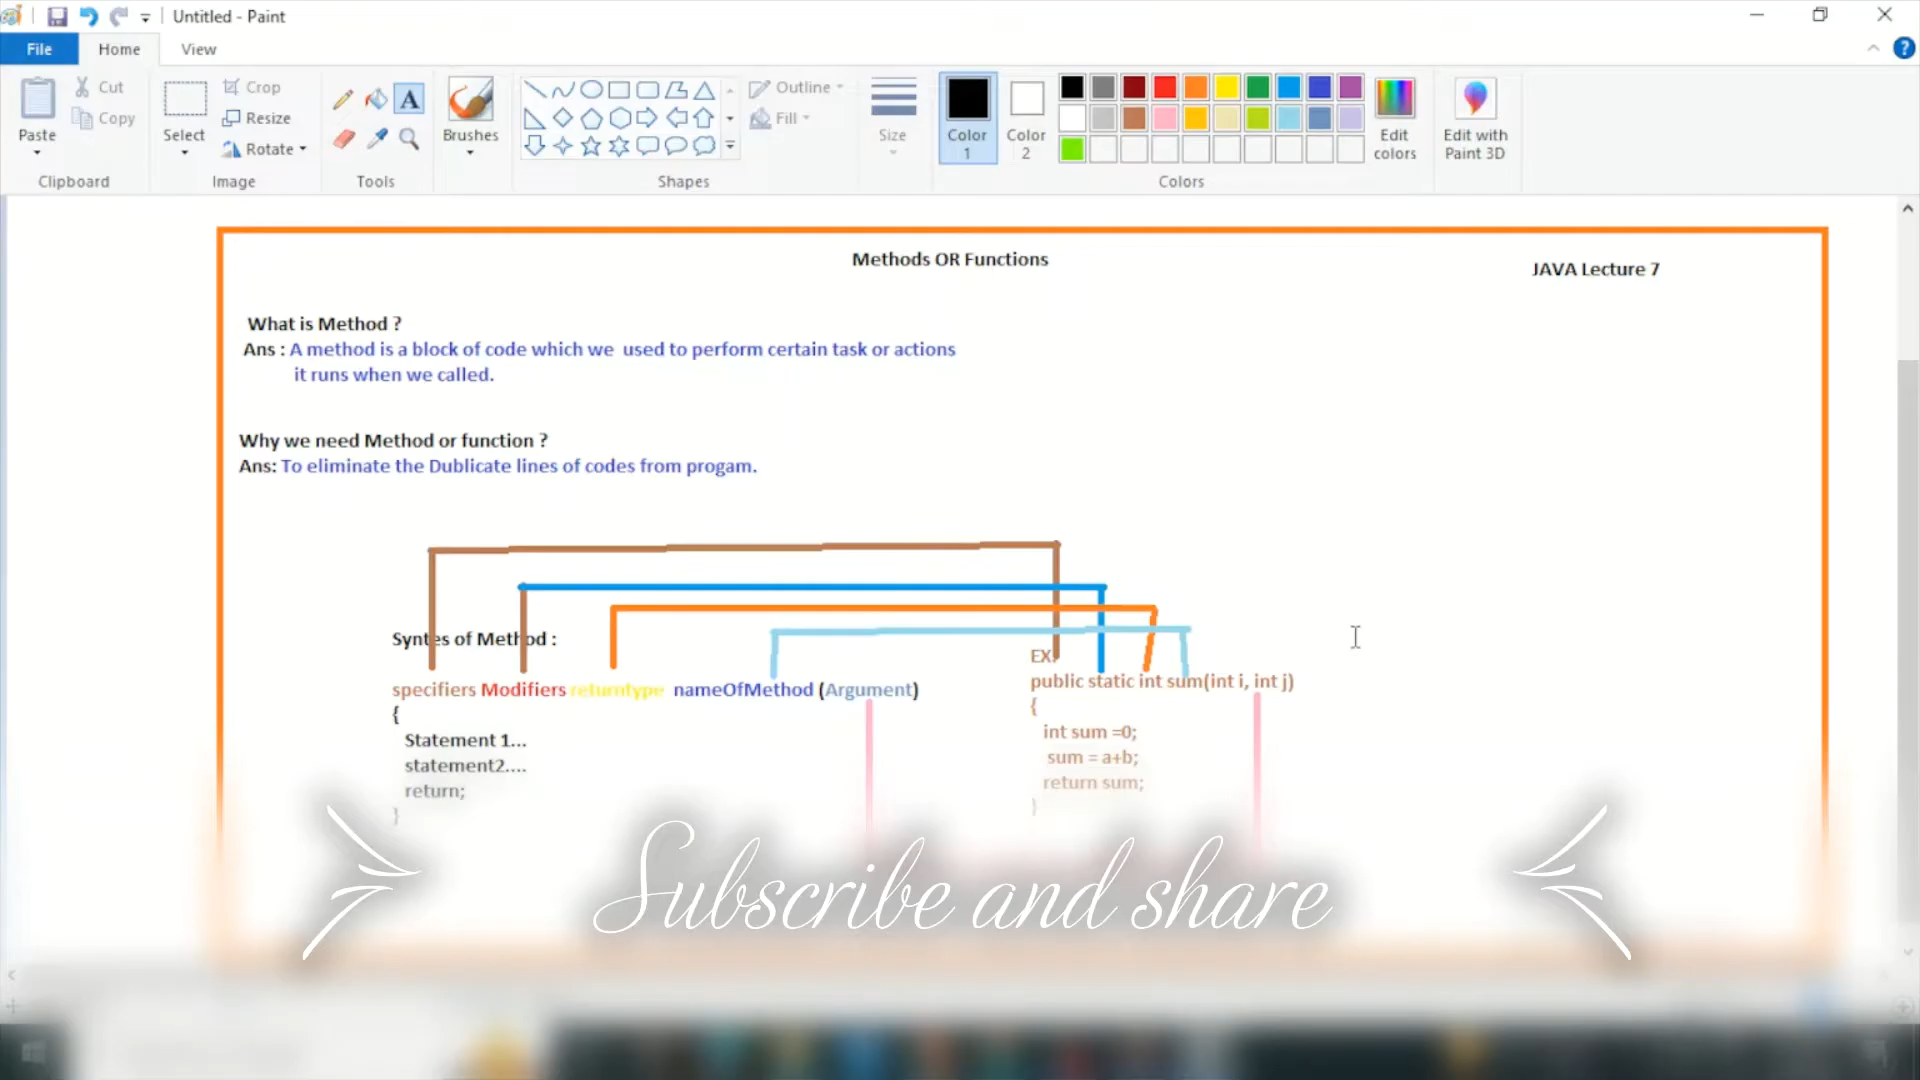 Untitled - Paint
File Home View
Paste
Cut
Copy
Clipboard
Select
Crop
Resize
Rotate
Image
A
Tools
Brushes
Outline
Fill
Shapes
Size
Color 1
Color 2
Edit colors
Colors
Edit with Paint 3D
Methods OR Functions
JAVA Lecture 7
What is Method ?
Ans : A method is a block of code which we used to perform certain task or actions
it runs when we called.
Why we need Method or function ?
Ans: To eliminate the Dublicate lines of codes from progam.
Syntes of Method :
specifiers Modifiers returntype nameOfMethod (Argument)
{
Statement 1...
statement2....
return;
}
EX:
public static int sum(int i, int j)
{
int sum =0;
sum = a+b;
return sum;
}
Subscribe and share